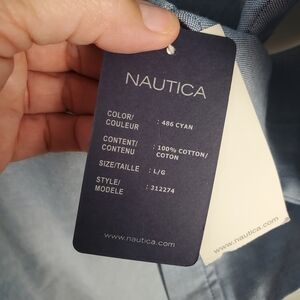 NAUTICA
COLOR/
COULEUR : 486 CYAN
CONTENT/
CONTENU : 100% COTTON/
COTON
SIZE/TAILLE : L/G
STYLE/
MODELE : 312274
www.nautica.com
www.nautica.com